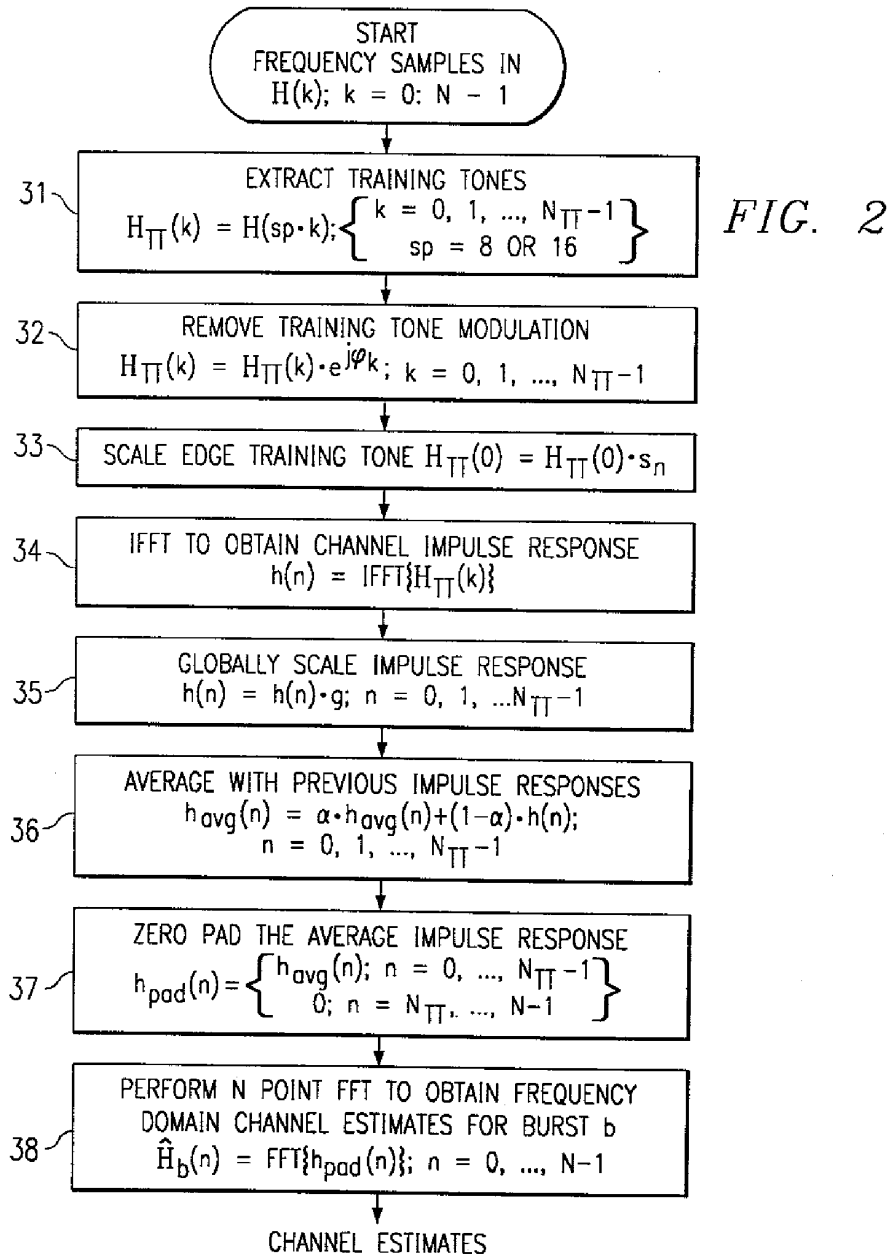 START
FREQUENCY SAMPLES IN
H(k); k = 0: N - 1
31
EXTRACT TRAINING TONES
H_TT(k) = H(sp·k); { k = 0, 1, ..., N_TT-1
sp = 8 OR 16 }
FIG. 2
32
REMOVE TRAINING TONE MODULATION
H_TT(k) = H_TT(k)·e^jφk; k = 0, 1, ..., N_TT-1
33
SCALE EDGE TRAINING TONE H_TT(0) = H_TT(0)·s_n
34
IFFT TO OBTAIN CHANNEL IMPULSE RESPONSE
h(n) = IFFT{H_TT(k)}
35
GLOBALLY SCALE IMPULSE RESPONSE
h(n) = h(n)·g; n = 0, 1, ...N_TT-1
36
AVERAGE WITH PREVIOUS IMPULSE RESPONSES
h_avg(n) = α·h_avg(n)+(1-α)·h(n);
n = 0, 1, ..., N_TT-1
37
ZERO PAD THE AVERAGE IMPULSE RESPONSE
h_pad(n) = { h_avg(n); n = 0, ..., N_TT-1
0; n = N_TT, ..., N-1 }
38
PERFORM N POINT FFT TO OBTAIN FREQUENCY
DOMAIN CHANNEL ESTIMATES FOR BURST b
Ĥ_b(n) = FFT{h_pad(n)}; n = 0, ..., N-1
CHANNEL ESTIMATES